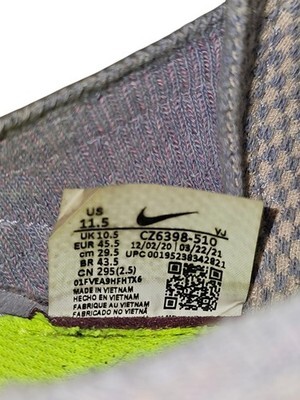 US
11.5
UK 10.5
EUR 45.5
cm 29.5
BR 43.5
CN 295(2.5)
YJ
CZ6398-510
12/02/20 03/22/21
UPC 00195238342821
01FVEA9HFHTX6
MADE IN VIETNAM
HECHO EN VIETNAM
FABRIQUE AU VIETNAM
FABRICADO NO VIETNÃ